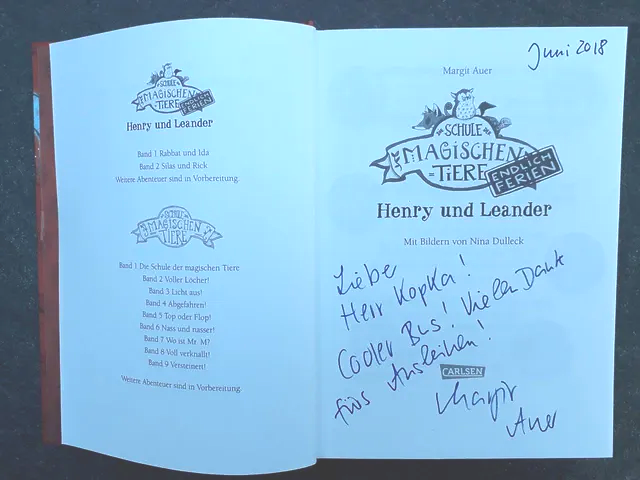 SCHULE
DER
MAGISCHEN
TIERE
ENDLICH
FERIEN
Henry und Leander
Band 1 Rabbat und Ida
Band 2 Silas und Rick
Weitere Abenteuer sind in Vorbereitung.
SCHULE
DER
MAGISCHEN
TIERE
Band 1 Die Schule der magischen Tiere
Band 2 Voller Löcher!
Band 3 Licht aus!
Band 4 Abgefahren!
Band 5 Top oder Flop!
Band 6 Nass und nasser!
Band 7 Wo ist Mr. M?
Band 8 Voll verknallt!
Band 9 Versteinert!
Weitere Abenteuer sind in Vorbereitung.
Juni 2018
Margit Auer
DIE
SCHULE
DER
MAGISCHEN
TIERE
ENDLICH
FERIEN
Henry und Leander
Mit Bildern von Nina Dulleck
Liebe
Herr Kopka!
Cooler Bus! Vielen Dank
fürs Ausleihen!
CARLSEN
Margit
Auer